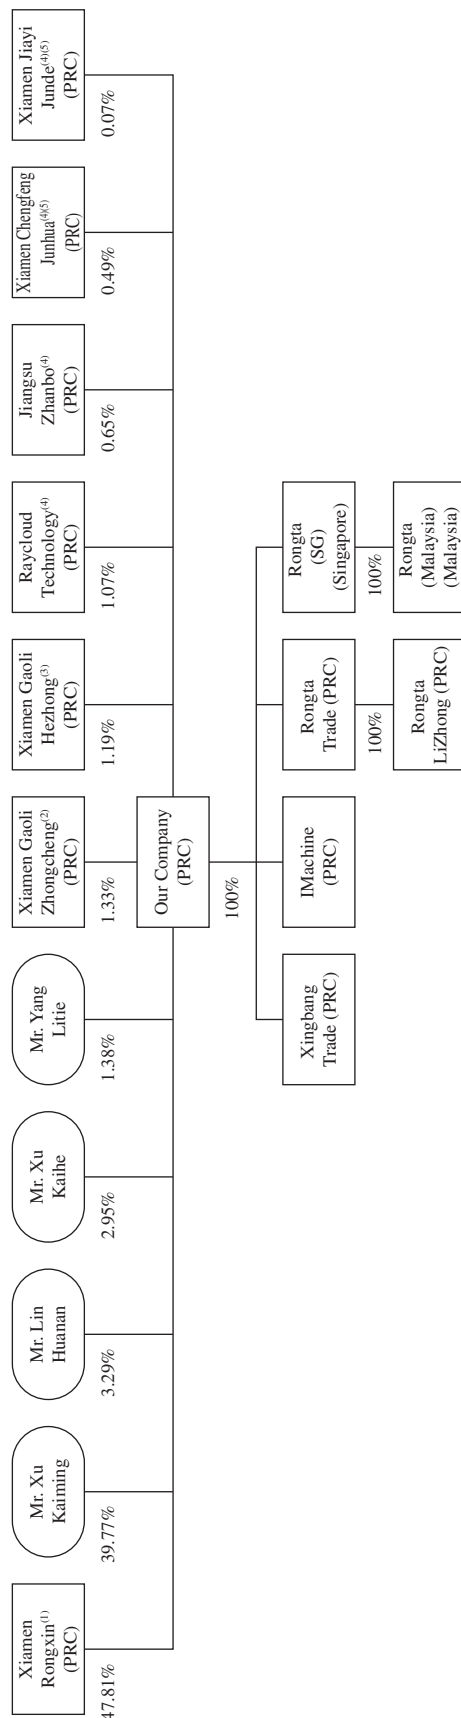 Xiamen
Rongxin(1)
(PRC)
47.81%
Mr. Xu
Kaiming
39.77%
Mr. Lin
Huanan
3.29%
Mr. Xu
Kaihe
2.95%
Mr. Yang
Litie
1.38%
Xiamen Gaoli
Zhongcheng(2)
(PRC)
1.33%
Xiamen Gaoli
Hezhong(3)
(PRC)
1.19%
Raycloud
Technology(4)
(PRC)
1.07%
Jiangsu
Zhanbo(4)
(PRC)
0.65%
Xiamen Chengfeng
Junhua(4)(5)
(PRC)
0.49%
Xiamen Jiayi
Junde(4)(5)
(PRC)
0.07%
Our Company
(PRC)
100%
Xingbang
Trade (PRC)
IMachine
(PRC)
Rongta
Trade (PRC)
Rongta
(SG)
(Singapore)
100%
100%
Rongta
LiZhong (PRC)
Rongta
(Malaysia)
(Malaysia)